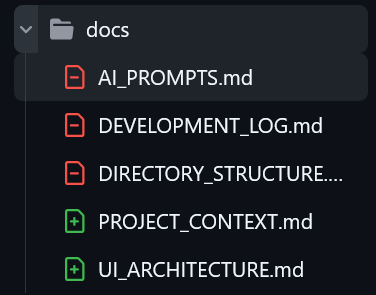 docs
AI_PROMPTS.md
DEVELOPMENT_LOG.md
DIRECTORY_STRUCTURE....
PROJECT_CONTEXT.md
UI_ARCHITECTURE.md